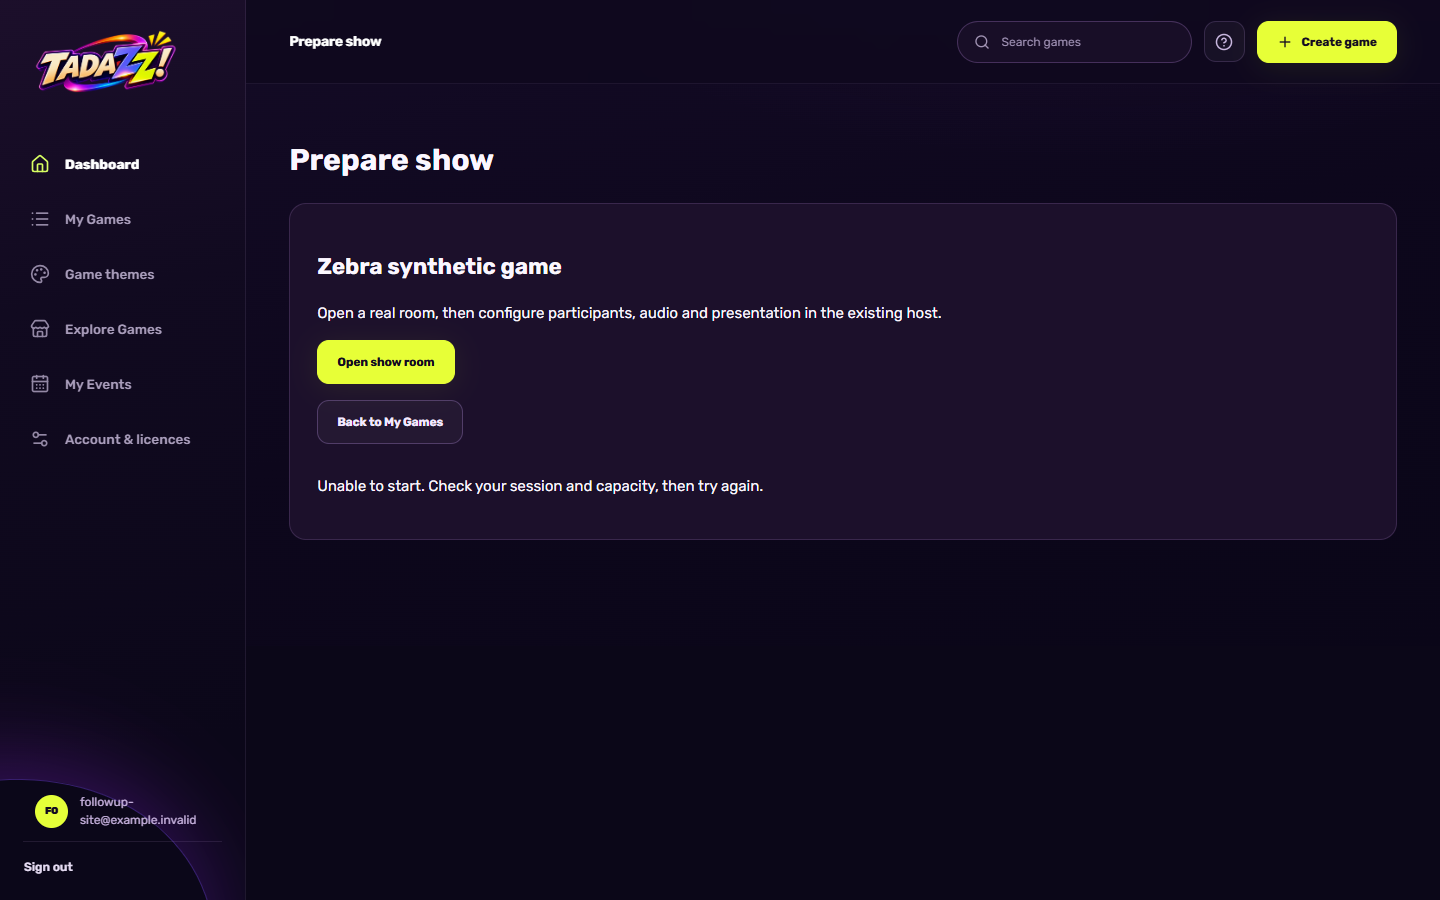 TADAZZ!
Prepare show
Search games
Create game
Dashboard
My Games
Game themes
Explore Games
My Events
Account & licences
Prepare show
Zebra synthetic game
Open a real room, then configure participants, audio and presentation in the existing host.
Open show room
Back to My Games
Unable to start. Check your session and capacity, then try again.
FO
followup-
site@example.invalid
Sign out